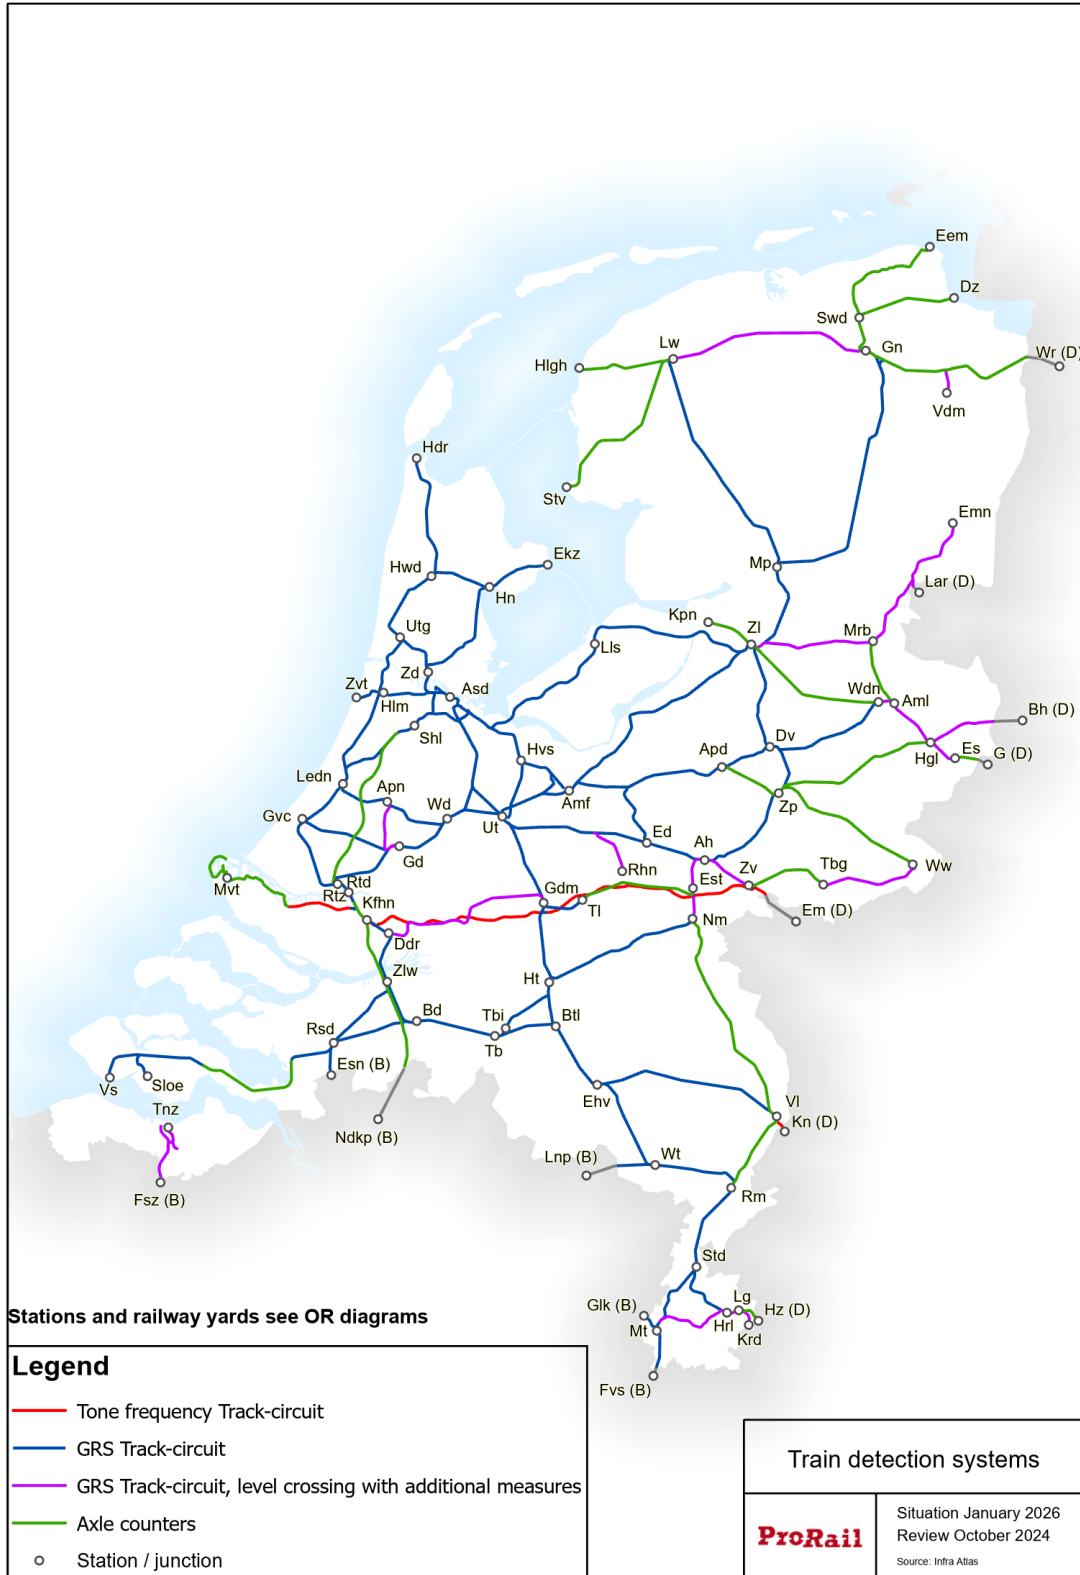 Eem
Dz
Swd
Gn
Lw
Wr (D)
Hlgh
Vdm
Hdr
Stv
Emn
Ekz
Mp
Hwd
Lar (D)
Hn
Kpn
Utg
Zl
Mrb
Lls
Zd
Zvt
Asd
Wdn
Aml
Hlm
Bh (D)
Shl
Hvs
Dv
Apd
Hgl
Es
G (D)
Ledn
Apn
Amf
Zp
Gvc
Wd
Ut
Ed
Ah
Gd
Rhn
Zv
Tbg
Ww
Mvt
Rtd
Rtz
Est
Gdm
Kfhn
Tl
Em (D)
Nm
Ddr
Zlw
Ht
Bd
Tbi
Btl
Rsd
Tb
Esn (B)
Vs
Sloe
Ehv
Tnz
Vl
Kn (D)
Ndkp (B)
Lnp (B)
Wt
Fsz (B)
Rm
Std
Glk (B)
Lg
Hz (D)
Mt
Hrl
Krd
Fvs (B)
Stations and railway yards see OR diagrams
Legend
Tone frequency Track-circuit
GRS Track-circuit
GRS Track-circuit, level crossing with additional measures
Axle counters
Station / junction
Train detection systems
ProRail
Situation January 2026
Review October 2024
Source: Infra Atlas